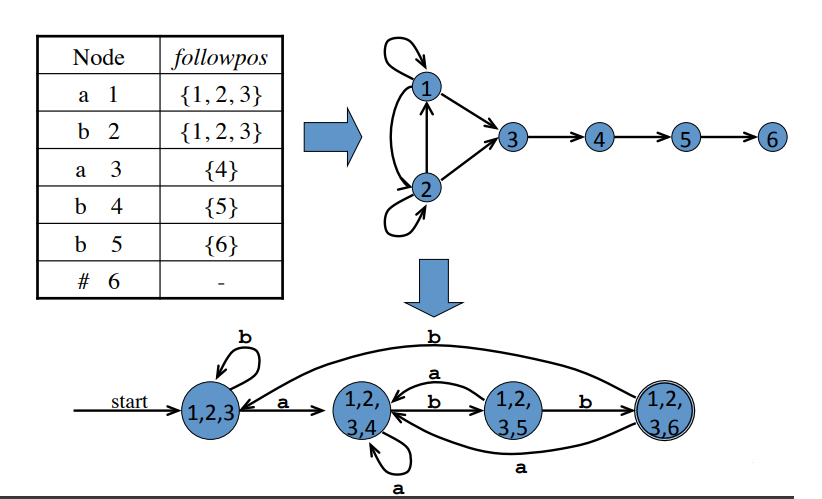 Node followpos
a 1 {1, 2, 3}
b 2 {1, 2, 3}
a 3 {4}
b 4 {5}
b 5 {6}
# 6 -
1
3 4 5 6
2
b
b
a
start
1,2,3
a
1,2,
3,4
b
1,2,
3,5
b
1,2,
3,6
a
a